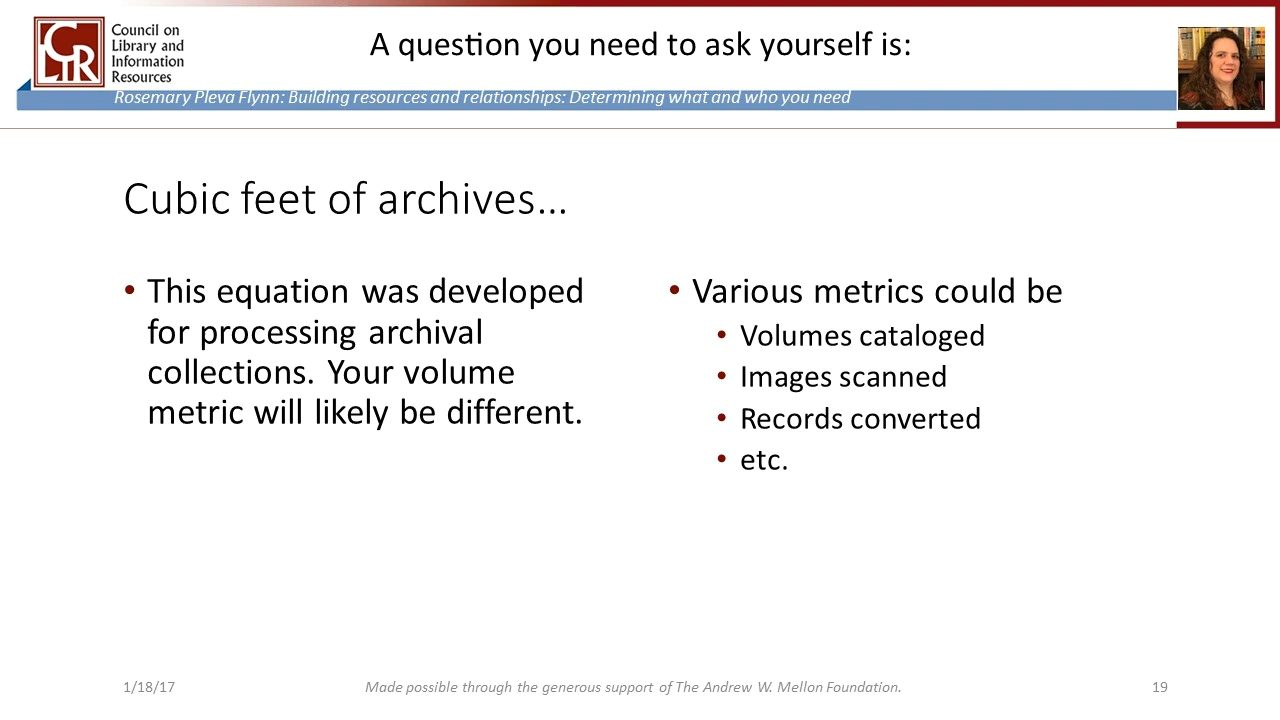 CLIR
Council on
Library and
Information
Resources
A question you need to ask yourself is:
Rosemary Pleva Flynn: Building resources and relationships: Determining what and who you need
Cubic feet of archives…
• This equation was developed
for processing archival
collections. Your volume
metric will likely be different.
• Various metrics could be
• Volumes cataloged
• Images scanned
• Records converted
• etc.
1/18/17
Made possible through the generous support of The Andrew W. Mellon Foundation.
19